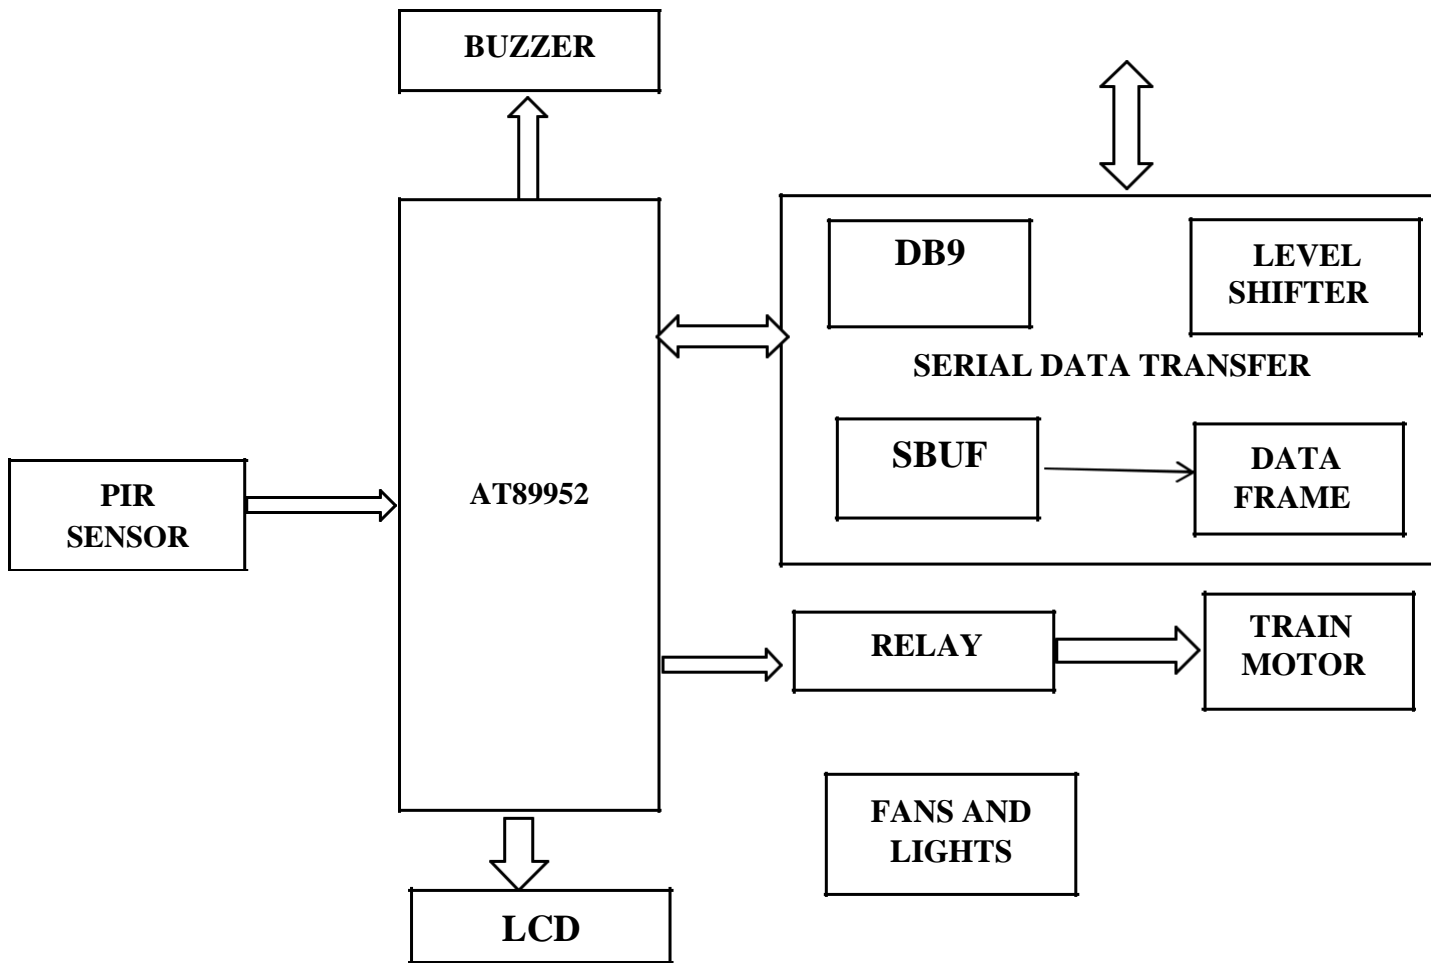 BUZZER
DB9
LEVEL
SHIFTER
SERIAL DATA TRANSFER
SBUF
DATA
FRAME
PIR
SENSOR
AT89952
RELAY
TRAIN
MOTOR
FANS AND
LIGHTS
LCD